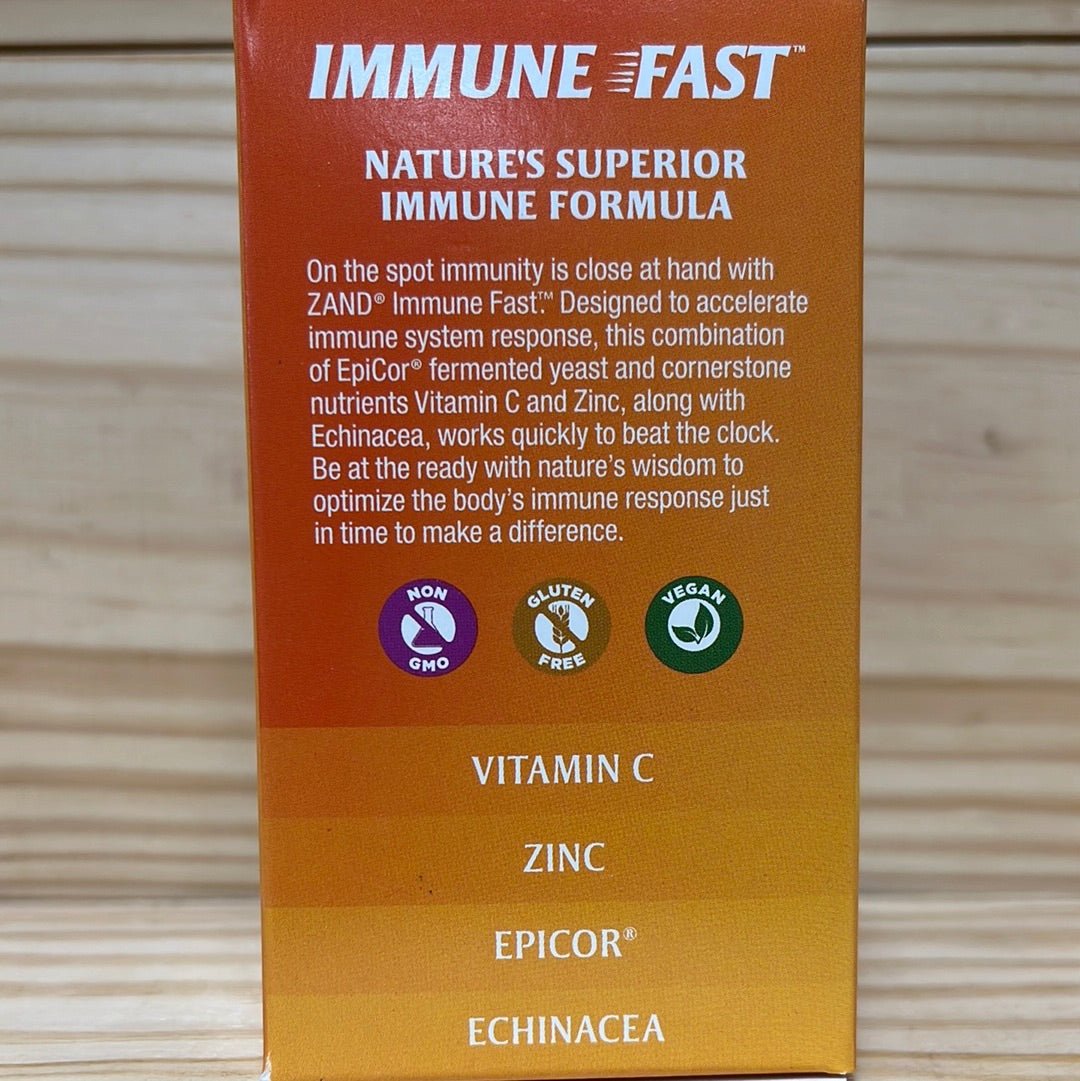 IMMUNE FAST™
NATURE'S SUPERIOR
IMMUNE FORMULA
On the spot immunity is close at hand with
ZAND® Immune Fast.™ Designed to accelerate
immune system response, this combination
of EpiCor® fermented yeast and cornerstone
nutrients Vitamin C and Zinc, along with
Echinacea, works quickly to beat the clock.
Be at the ready with nature's wisdom to
optimize the body's immune response just
in time to make a difference.
NON
GMO
GLUTEN
FREE
VEGAN
VITAMIN C
ZINC
EPICOR®
ECHINACEA